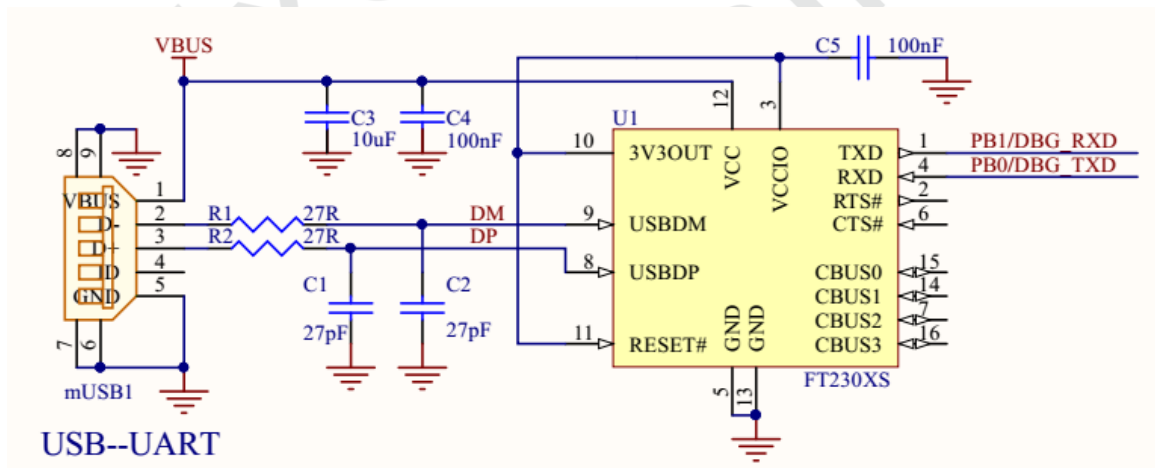 VBUS
C5 100nF
C3 10uF
C4 100nF
12
3
U1
8 9
VBUS 1
D- 2
D+ 3
ID 4
GND 5
7 6
mUSB1
R1 27R
R2 27R
DM
DP
C1 27pF
C2 27pF
10 3V3OUT
9 USBDM
8 USBDP
11 RESET#
VCC
VCCIO
GND
GND
5 13
TXD 1 PB1/DBG_RXD
RXD 4 PB0/DBG_TXD
RTS# 2
CTS# 6
CBUS0 15
CBUS1 14
CBUS2 7
CBUS3 16
FT230XS
USB--UART